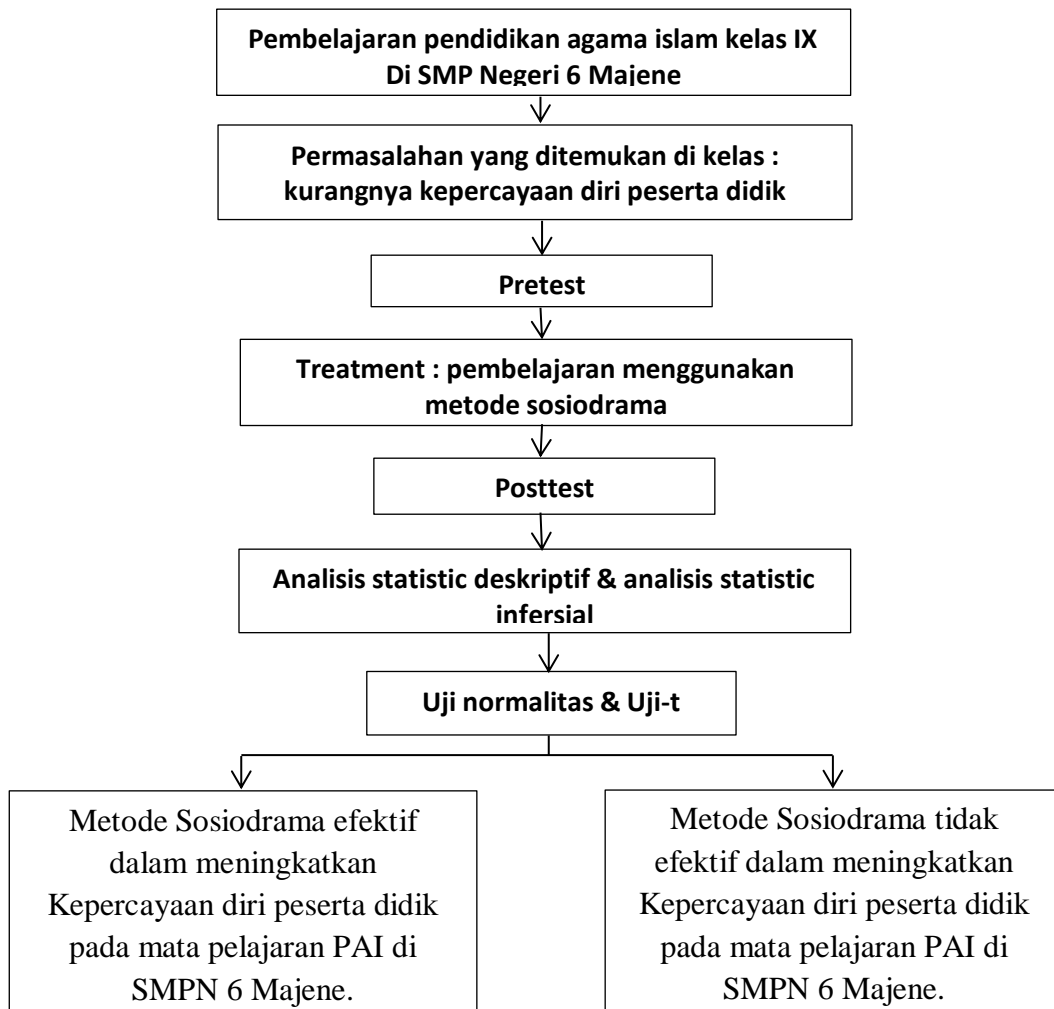 Pembelajaran pendidikan agama islam kelas IX
Di SMP Negeri 6 Majene
Permasalahan yang ditemukan di kelas :
kurangnya kepercayaan diri peserta didik
Pretest
Treatment : pembelajaran menggunakan
metode sosiodrama
Posttest
Analisis statistic deskriptif & analisis statistic
infersial
Uji normalitas & Uji-t
Metode Sosiodrama efektif
dalam meningkatkan
Kepercayaan diri peserta didik
pada mata pelajaran PAI di
SMPN 6 Majene.
Metode Sosiodrama tidak
efektif dalam meningkatkan
Kepercayaan diri peserta didik
pada mata pelajaran PAI di
SMPN 6 Majene.